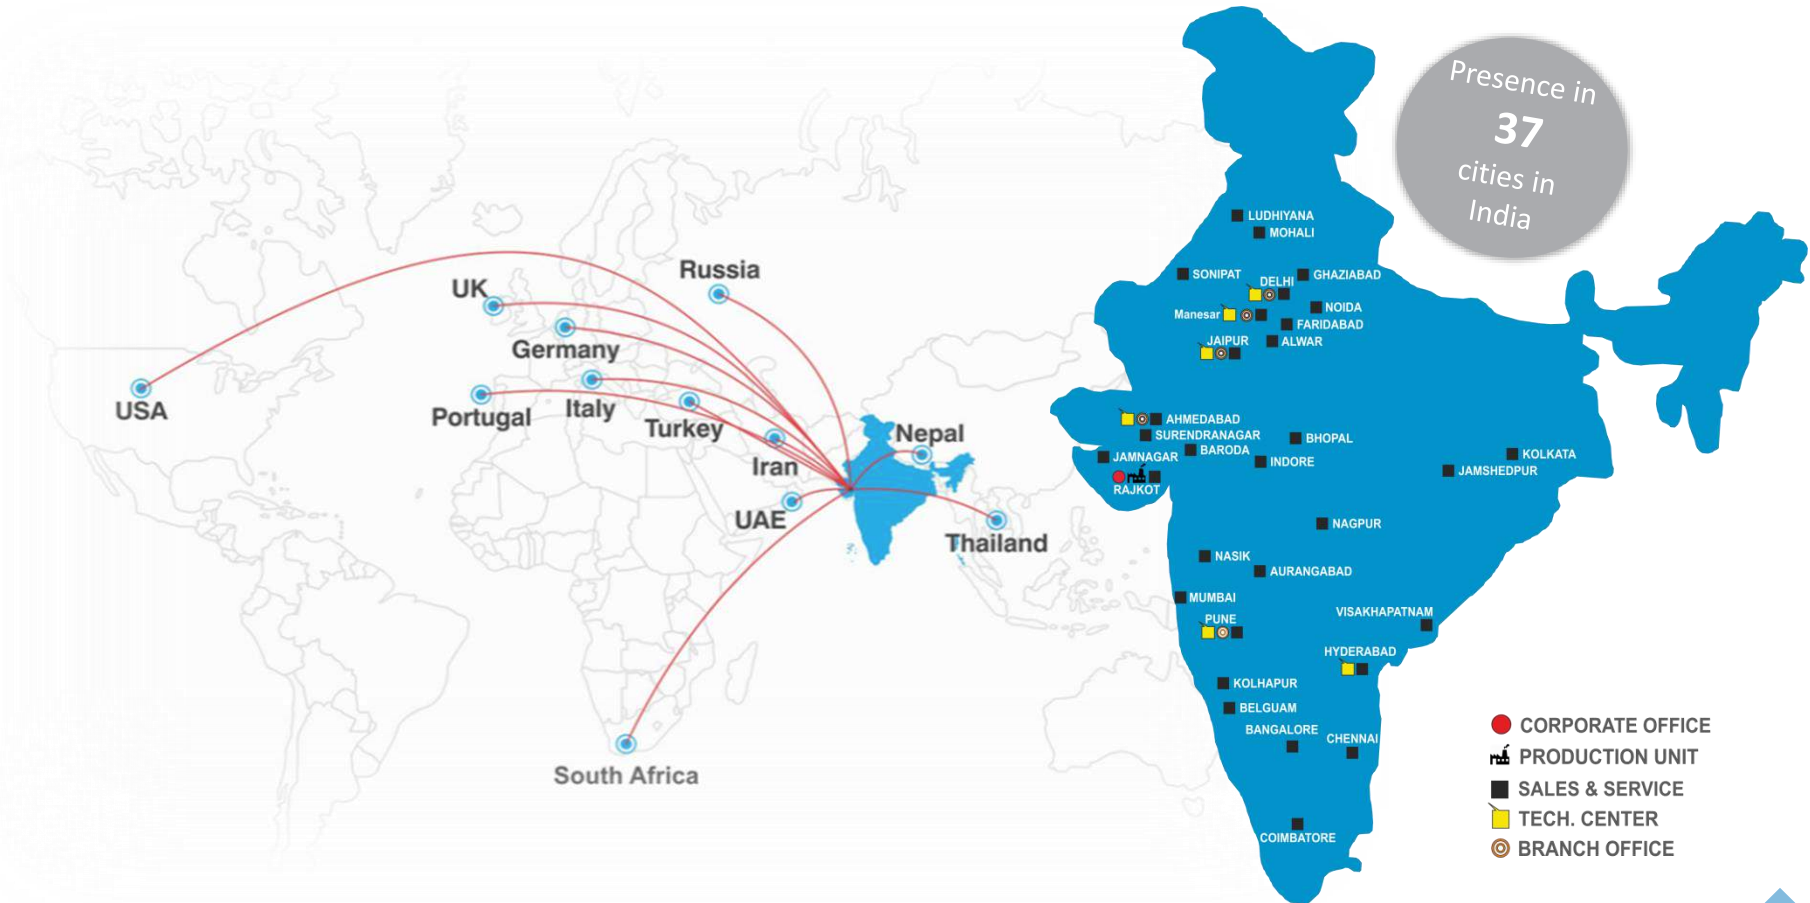 Presence in
37
cities in
India
Russia
UK
Germany
USA
Portugal
Italy
Turkey
Nepal
Iran
UAE
Thailand
South Africa
LUDHIYANA
MOHALI
SONIPAT
DELHI
GHAZIABAD
NOIDA
Manesar
FARIDABAD
JAIPUR
ALWAR
AHMEDABAD
SURENDRANAGAR
BHOPAL
BARODA
JAMNAGAR
INDORE
KOLKATA
JAMSHEDPUR
RAJKOT
NAGPUR
NASIK
AURANGABAD
MUMBAI
VISAKHAPATNAM
PUNE
HYDERABAD
KOLHAPUR
BELGUAM
BANGALORE
CHENNAI
COIMBATORE
CORPORATE OFFICE
PRODUCTION UNIT
SALES & SERVICE
TECH. CENTER
BRANCH OFFICE